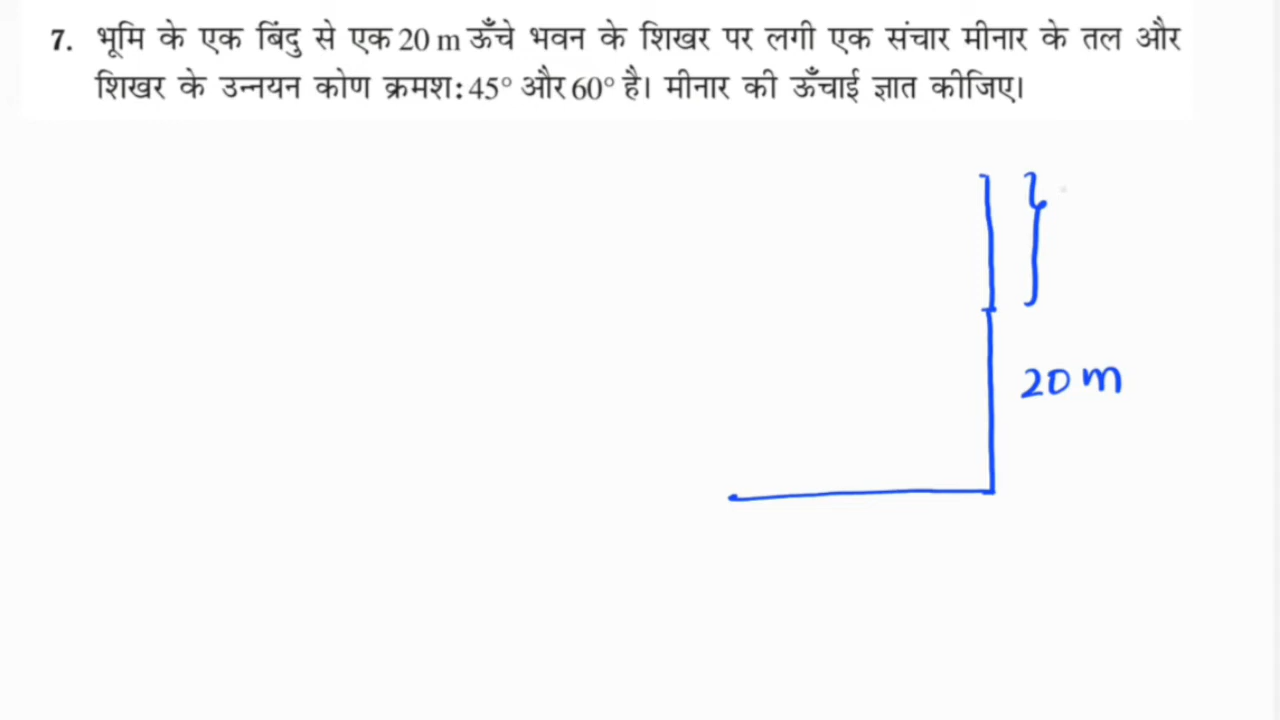 7. भूमि के एक बिंदु से एक 20 m ऊँचे भवन के शिखर पर लगी एक संचार मीनार के तल और
शिखर के उन्नयन कोण क्रमश: 45° और 60° है। मीनार की ऊँचाई ज्ञात कीजिए।
20 m